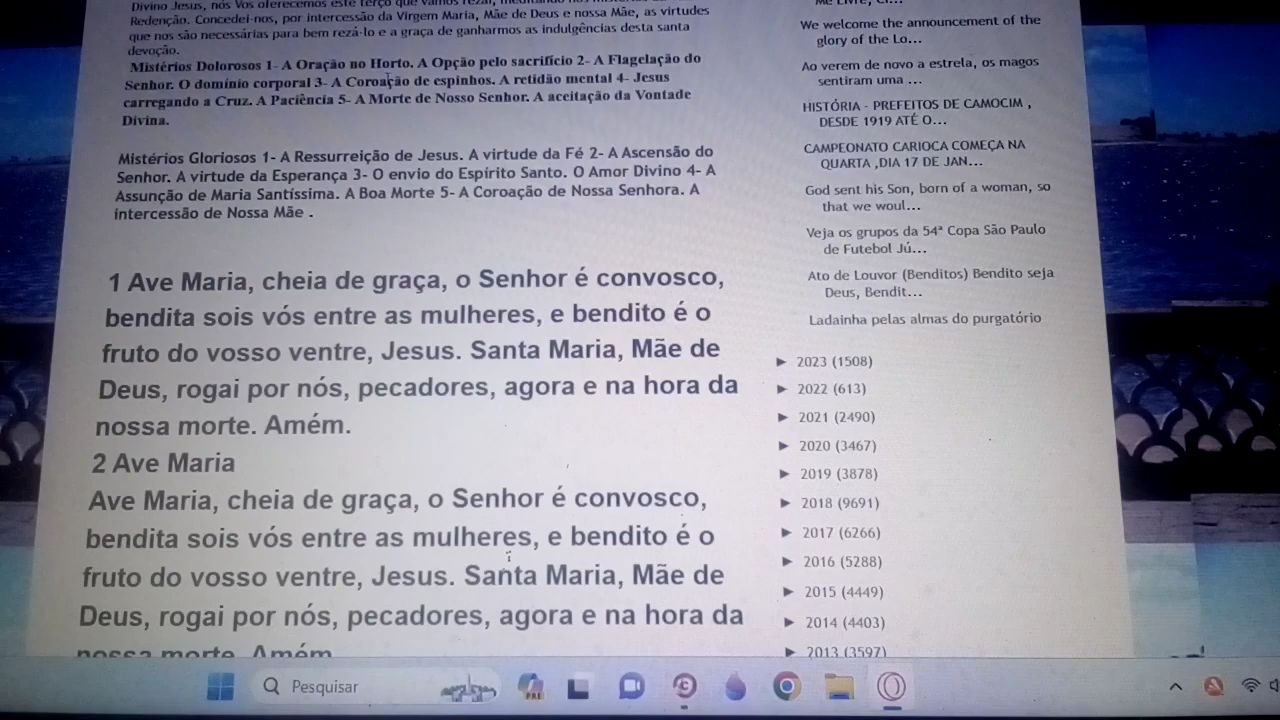 Divino Jesus, nós Vos oferecemos este terço que vamos rezar,
Redenção. Concedei-nos, por intercessão da Virgem Maria, Mãe de Deus e nossa Mãe, as virtudes
que nos são necessárias para bem rezá-lo e a graça de ganharmos as indulgências desta santa
devoção.
Mistérios Dolorosos 1- A Oração no Horto. A Opção pelo sacrifício 2- A Flagelação do
Senhor. O domínio corporal 3- A Coroação de espinhos. A retidão mental 4- Jesus
carregando a Cruz. A Paciência 5- A Morte de Nosso Senhor. A aceitação da Vontade
Divina.
Mistérios Gloriosos 1- A Ressurreição de Jesus. A virtude da Fé 2- A Ascensão do
Senhor. A virtude da Esperança 3- O envio do Espírito Santo. O Amor Divino 4- A
Assunção de Maria Santíssima. A Boa Morte 5- A Coroação de Nossa Senhora. A
intercessão de Nossa Mãe .
1 Ave Maria, cheia de graça, o Senhor é convosco,
bendita sois vós entre as mulheres, e bendito é o
fruto do vosso ventre, Jesus. Santa Maria, Mãe de
Deus, rogai por nós, pecadores, agora e na hora da
nossa morte. Amém.
2 Ave Maria
Ave Maria, cheia de graça, o Senhor é convosco,
bendita sois vós entre as mulheres, e bendito é o
fruto do vosso ventre, Jesus. Santa Maria, Mãe de
Deus, rogai por nós, pecadores, agora e na hora da
nossa morte. Amém
We welcome the announcement of the
glory of the Lo...
Ao verem de novo a estrela, os magos
sentiram uma ...
HISTÓRIA - PREFEITOS DE CAMOCIM ,
DESDE 1919 ATÉ O...
CAMPEONATO CARIOCA COMEÇA NA
QUARTA ,DIA 17 DE JAN...
God sent his Son, born of a woman, so
that we woul...
Veja os grupos da 54ª Copa São Paulo
de Futebol Jú...
Ato de Louvor (Benditos) Bendito seja
Deus, Bendit...
Ladainha pelas almas do purgatório
► 2023 (1508)
► 2022 (613)
► 2021 (2490)
► 2020 (3467)
► 2019 (3878)
► 2018 (9691)
► 2017 (6266)
► 2016 (5288)
► 2015 (4449)
► 2014 (4403)
► 2013 (3597)
Pesquisar
PRE